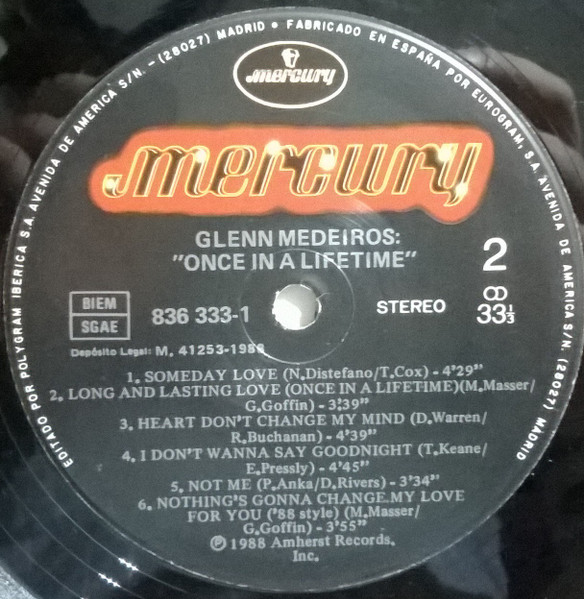 EDITADO POR POLYGRAM IBERICA S.A. AVENIDA DE AMERICA S/N. - (28027) MADRID • FABRICADO EN ESPAÑA POR EUROGRAM, S.A. AVENIDA DE AMERICA S/N. (28027) MADRID
mercury
mercury
GLENN MEDEIROS:
"ONCE IN A LIFETIME"
2
BIEM
SGAE
836 333-1
STEREO
33⅓
Depósito Legal: M. 41253-1988
1. SOMEDAY LOVE (N.Distefano/T.Cox) - 4'29"
2. LONG AND LASTING LOVE (ONCE IN A LIFETIME)(M.Masser/
G.Goffin) - 3:'39"
3. HEART DON'T CHANGE MY MIND (D.Warren/
R.Buchanan) - 4'39"
4. I DON'T WANNA SAY GOODNIGHT (T.Keane/
E.Pressly) - 4'45"
5. NOT ME (P.Anka/D.Rivers) - 3'34"
6. NOTHING'S GONNA CHANGE.MY LOVE
FOR YOU ('88 style) (M.Masser/
G.Goffin) - 3'55"
℗ 1988 Amherst Records.
Inc.